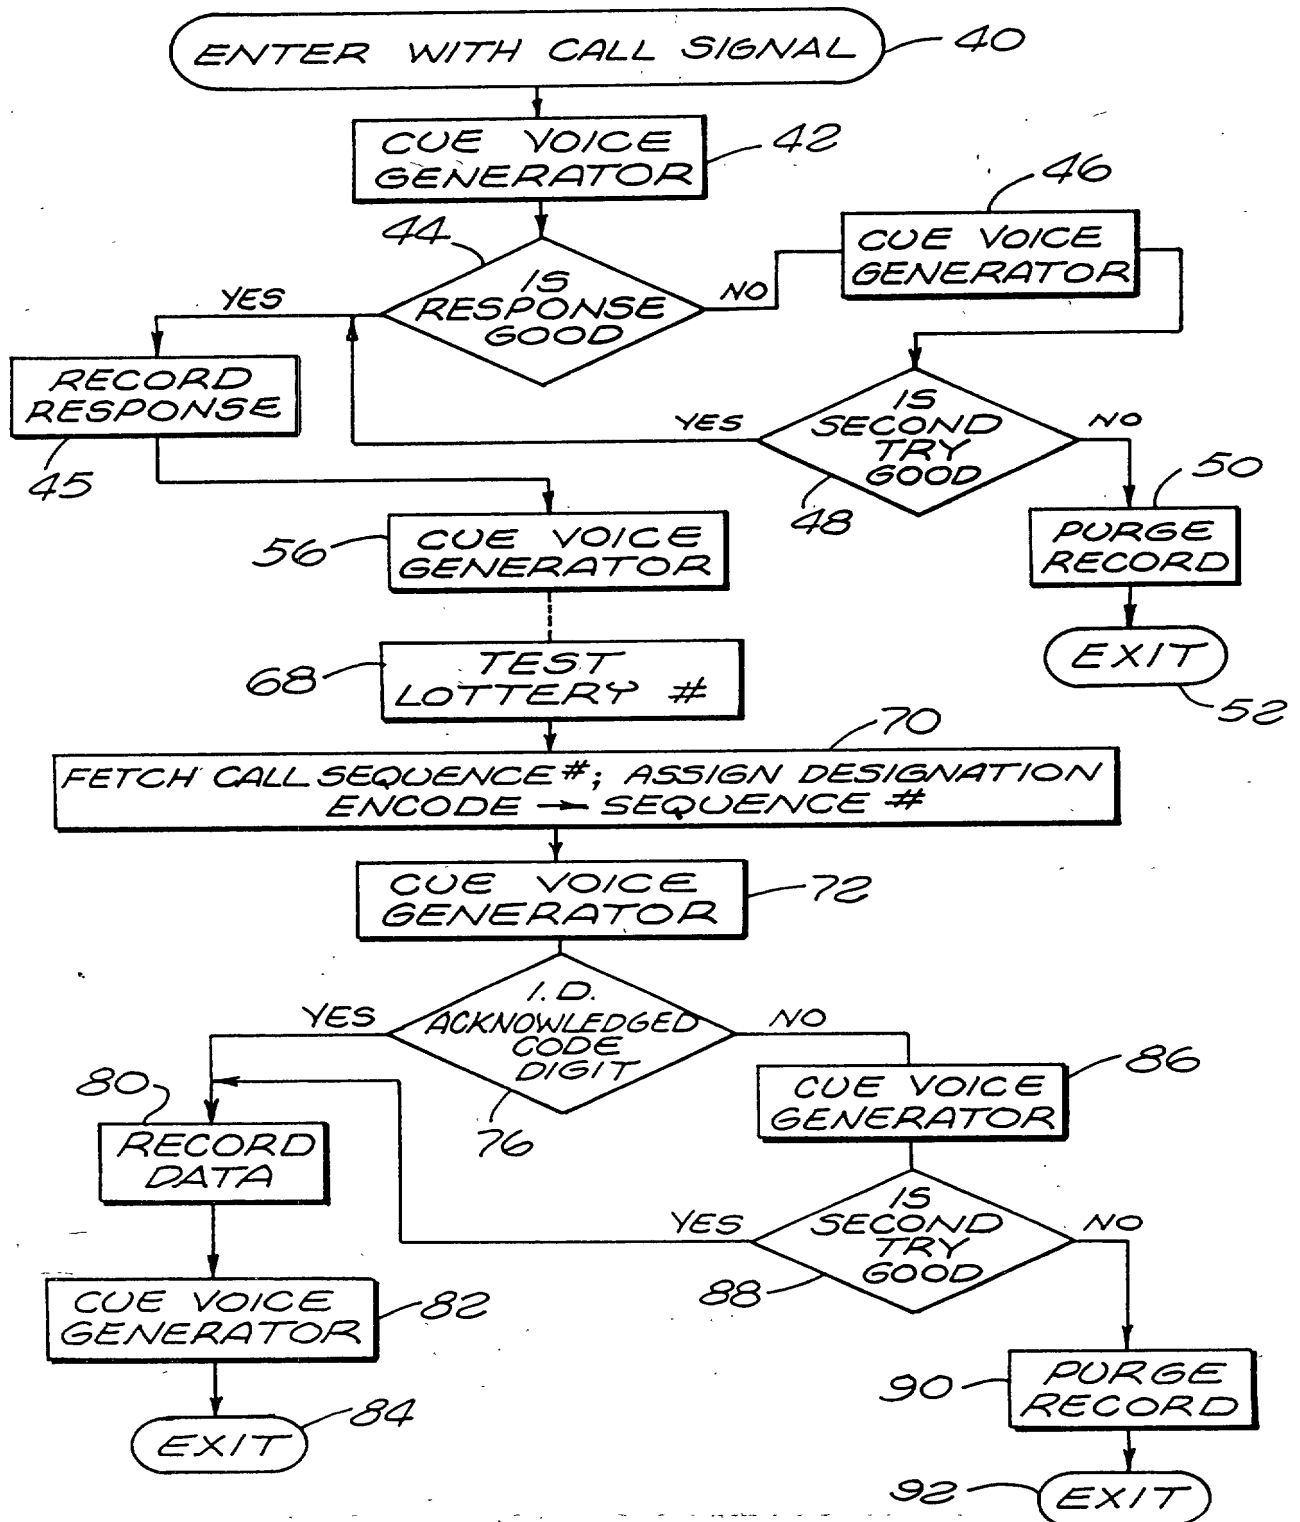 ENTER WITH CALL SIGNAL
40
CUE VOICE
GENERATOR
42
44
IS
RESPONSE
GOOD
YES
NO
46
CUE VOICE
GENERATOR
RECORD
RESPONSE
45
IS
SECOND
TRY
GOOD
YES
NO
48
50
PURGE
RECORD
EXIT
52
56
CUE VOICE
GENERATOR
68
TEST
LOTTERY #
70
FETCH CALL SEQUENCE #; ASSIGN DESIGNATION
ENCODE → SEQUENCE #
CUE VOICE
GENERATOR
72
I.D.
ACKNOWLEDGED
CODE
DIGIT
YES
NO
76
80
RECORD
DATA
86
CUE VOICE
GENERATOR
IS
SECOND
TRY
GOOD
YES
NO
88
CUE VOICE
GENERATOR
82
EXIT
84
90
PURGE
RECORD
92
EXIT